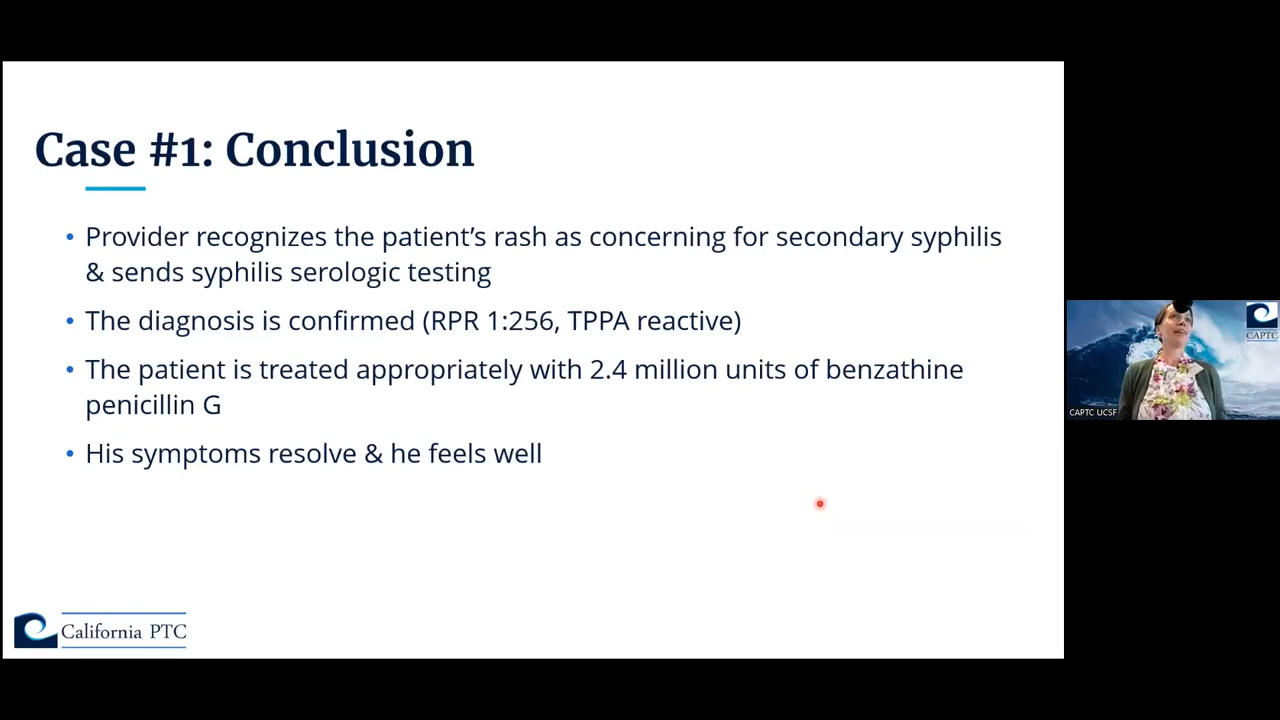 Case #1: Conclusion
• Provider recognizes the patient's rash as concerning for secondary syphilis
& sends syphilis serologic testing
• The diagnosis is confirmed (RPR 1:256, TPPA reactive)
• The patient is treated appropriately with 2.4 million units of benzathine
penicillin G
• His symptoms resolve & he feels well
California PTC
CAPTC
CAPTC UCSF